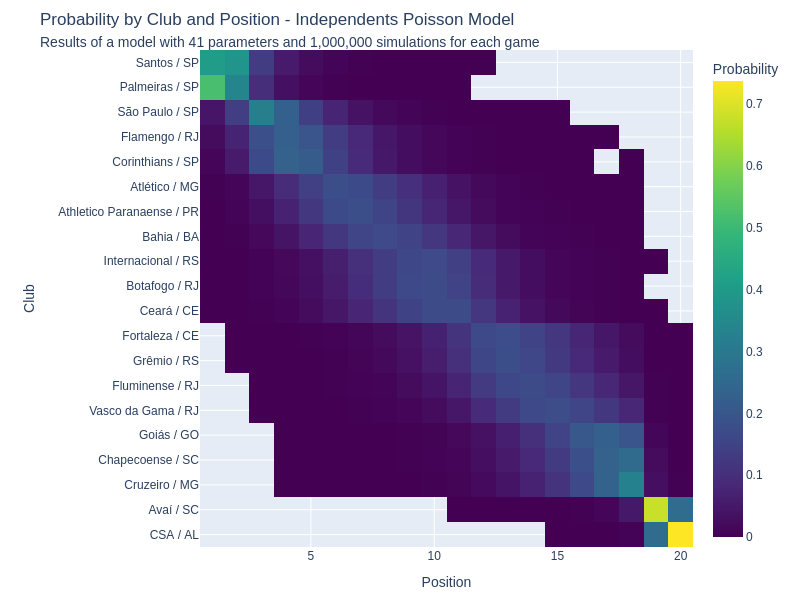 Probability by Club and Position - Independents Poisson Model
Results of a model with 41 parameters and 1,000,000 simulations for each game
Probability
Club
Santos / SP
Palmeiras / SP
São Paulo / SP
Flamengo / RJ
Corinthians / SP
Atlético / MG
Athletico Paranaense / PR
Bahia / BA
Internacional / RS
Botafogo / RJ
Ceará / CE
Fortaleza / CE
Grêmio / RS
Fluminense / RJ
Vasco da Gama / RJ
Goiás / GO
Chapecoense / SC
Cruzeiro / MG
Avaí / SC
CSA / AL
0.7
0.6
0.5
0.4
0.3
0.2
0.1
0
5
10
15
20
Position